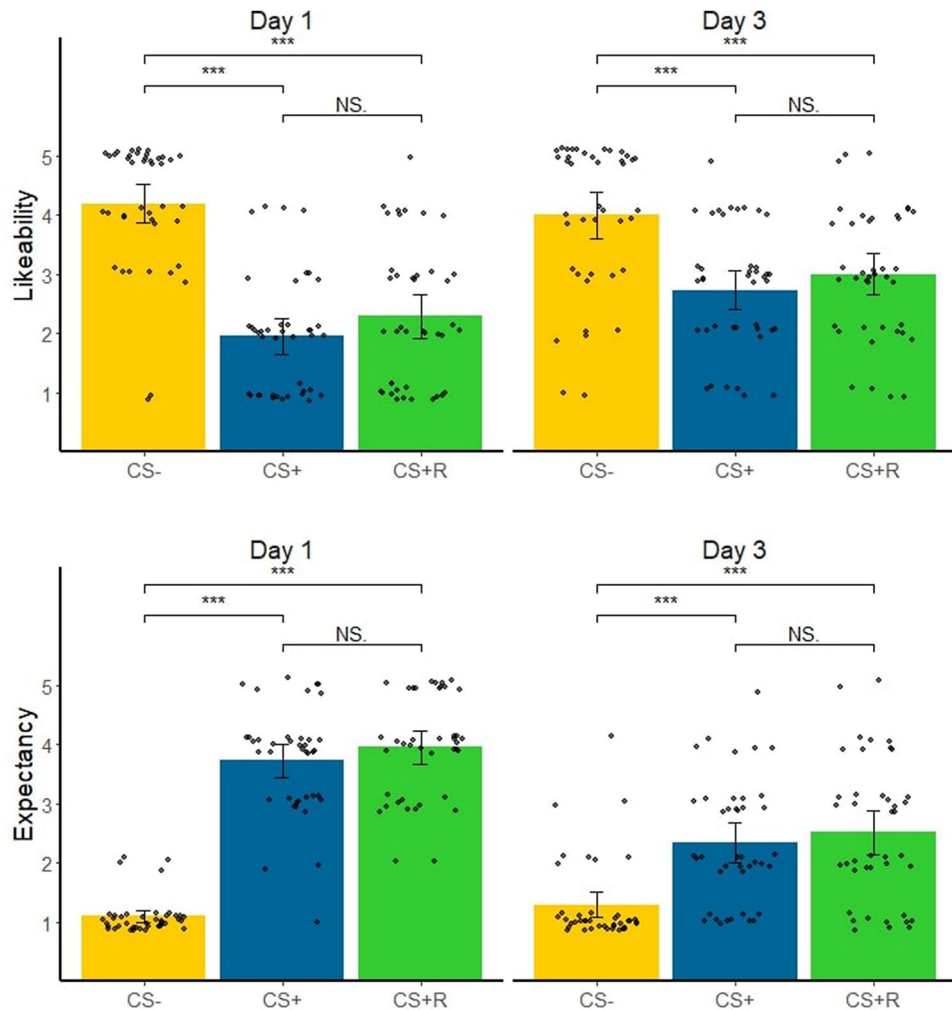 Day 1
Day 3
***
***
***
***
NS.
NS.
Likeability
5
4
3
2
1
CS- CS+ CS+R
CS- CS+ CS+R
Day 1
Day 3
***
***
***
***
NS.
NS.
Expectancy
5
4
3
2
1
CS- CS+ CS+R
CS- CS+ CS+R